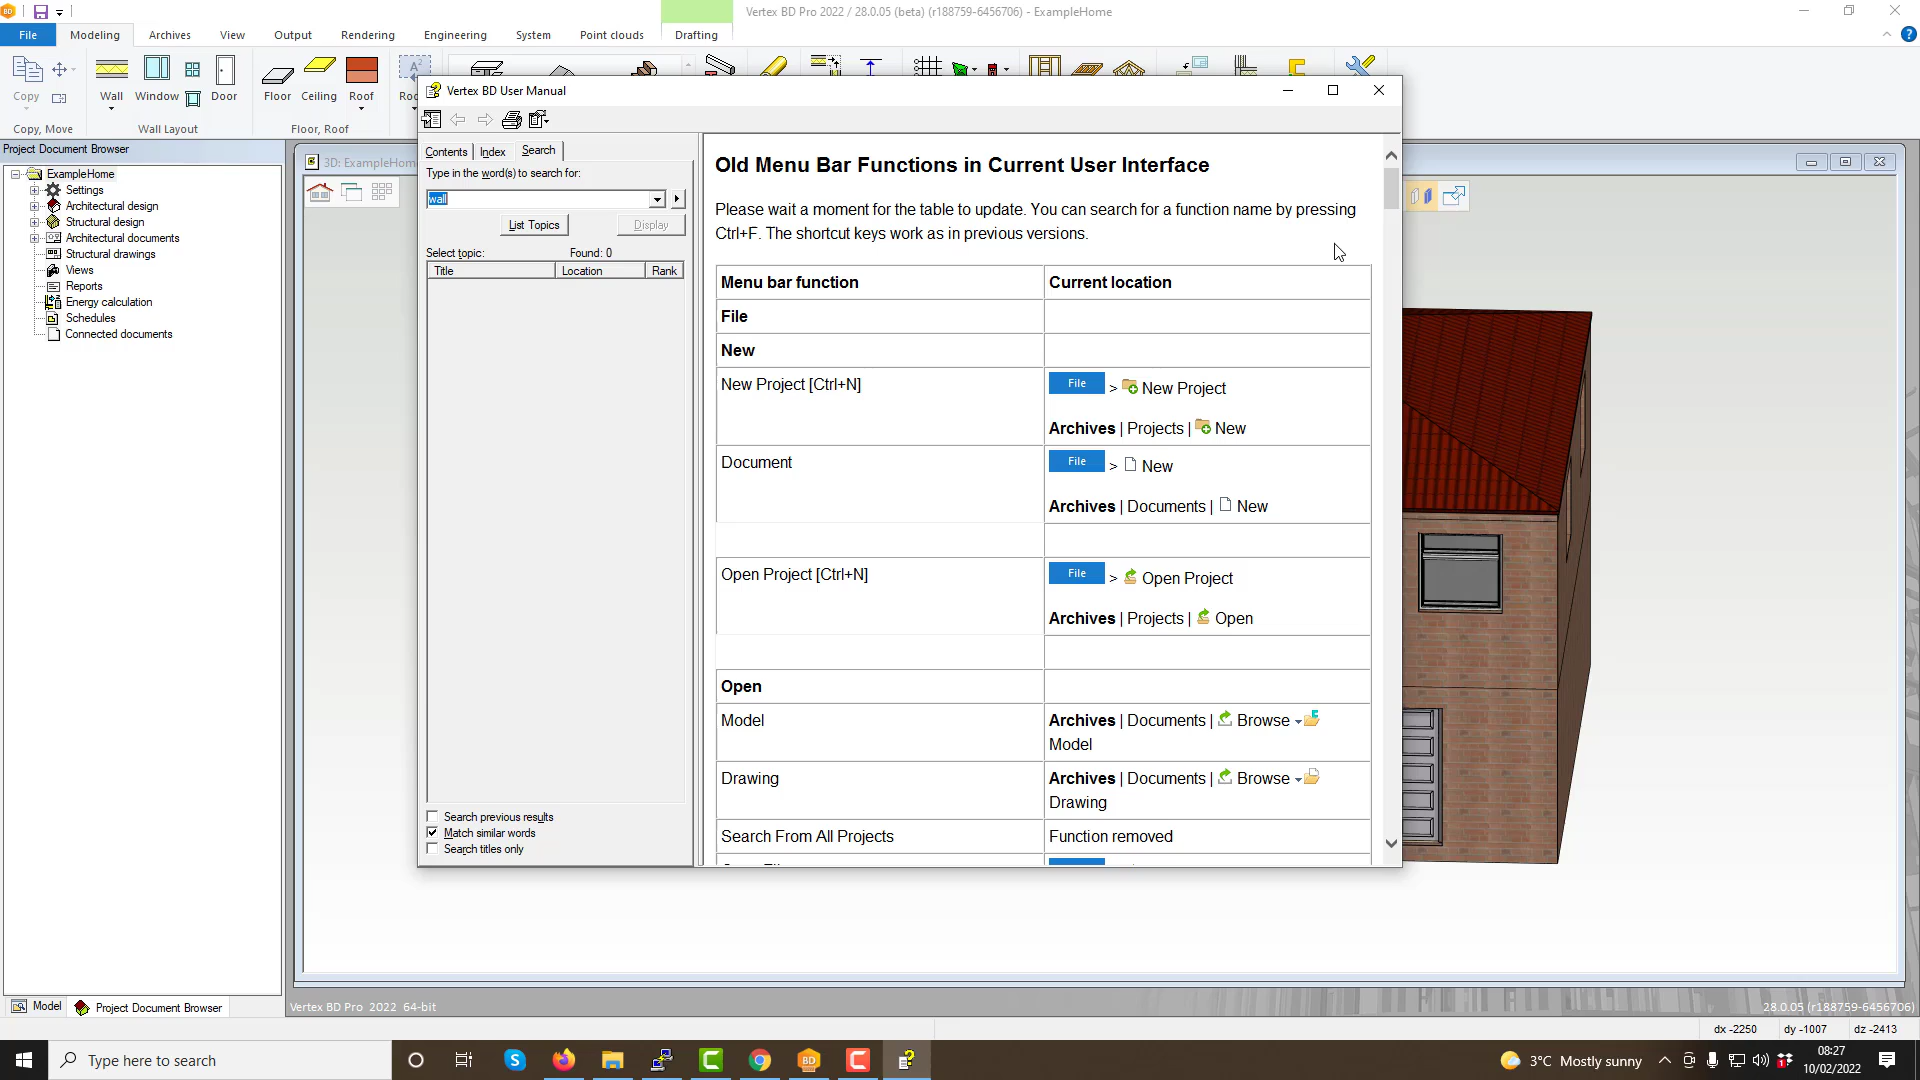 Vertex BD Pro 2022 / 28.0.05 (beta) (r188759-6456706) - ExampleHome
File
Modeling
Archives
View
Output
Rendering
Engineering
System
Point clouds
Drafting
Copy
Wall
Window
Door
Floor
Ceiling
Roof
Copy, Move
Wall Layout
Floor, Roof
Project Document Browser
ExampleHome
Settings
Architectural design
Structural design
Architectural documents
Structural drawings
Views
Reports
Energy calculation
Schedules
Connected documents
Vertex BD User Manual
Contents
Index
Search
Type in the word(s) to search for:
wall
List Topics
Display
Select topic:
Found: 0
Title
Location
Rank
Search previous results
Match similar words
Search titles only
Old Menu Bar Functions in Current User Interface
Please wait a moment for the table to update. You can search for a function name by pressing
Ctrl+F. The shortcut keys work as in previous versions.
Menu bar function
Current location
File
New
New Project [Ctrl+N]
File > New Project
Archives | Projects | New
Document
File > New
Archives | Documents | New
Open Project [Ctrl+N]
File > Open Project
Archives | Projects | Open
Open
Model
Archives | Documents | Browse
Model
Drawing
Archives | Documents | Browse
Drawing
Search From All Projects
Function removed
Model
Project Document Browser
Vertex BD Pro 2022 64-bit
28.0.05 (r188759-6456706)
dx -2250
dy -1007
dz -2413
Type here to search
3°C Mostly sunny
08:27
10/02/2022